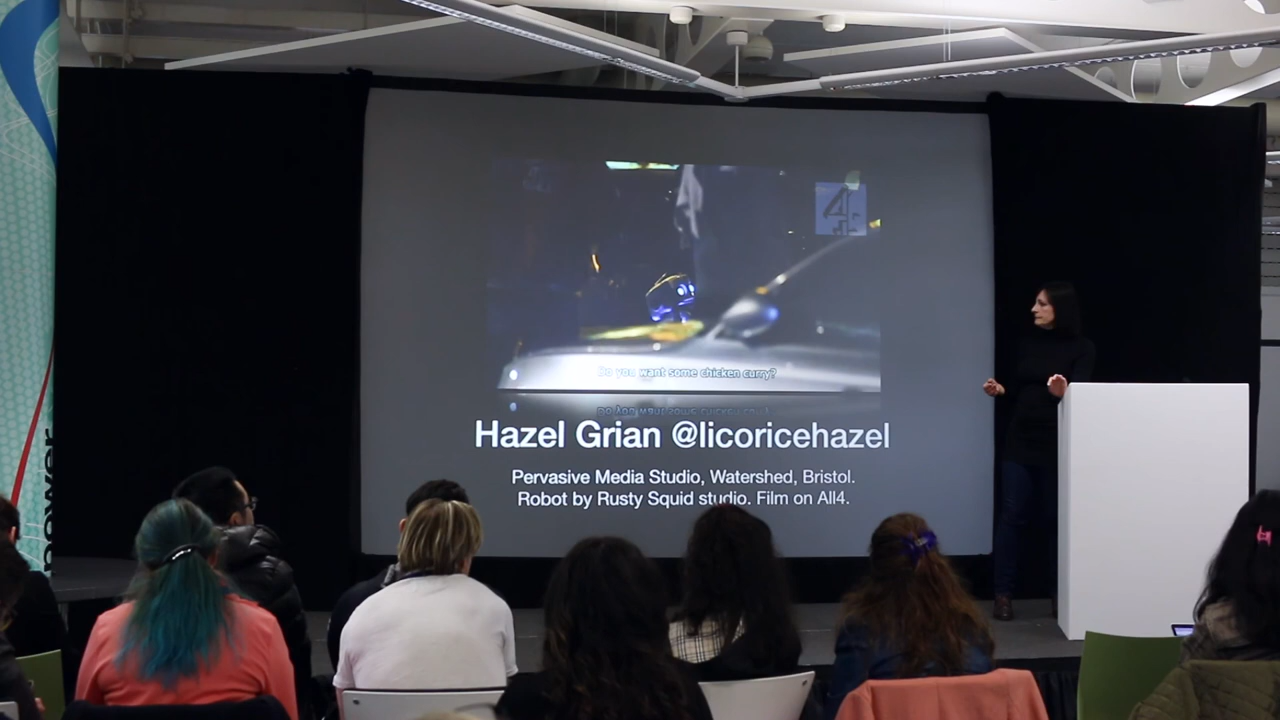 4
Do you want some chicken curry?
Hazel Grian @licoricehazel
Pervasive Media Studio, Watershed, Bristol.
Robot by Rusty Squid studio. Film on All4.